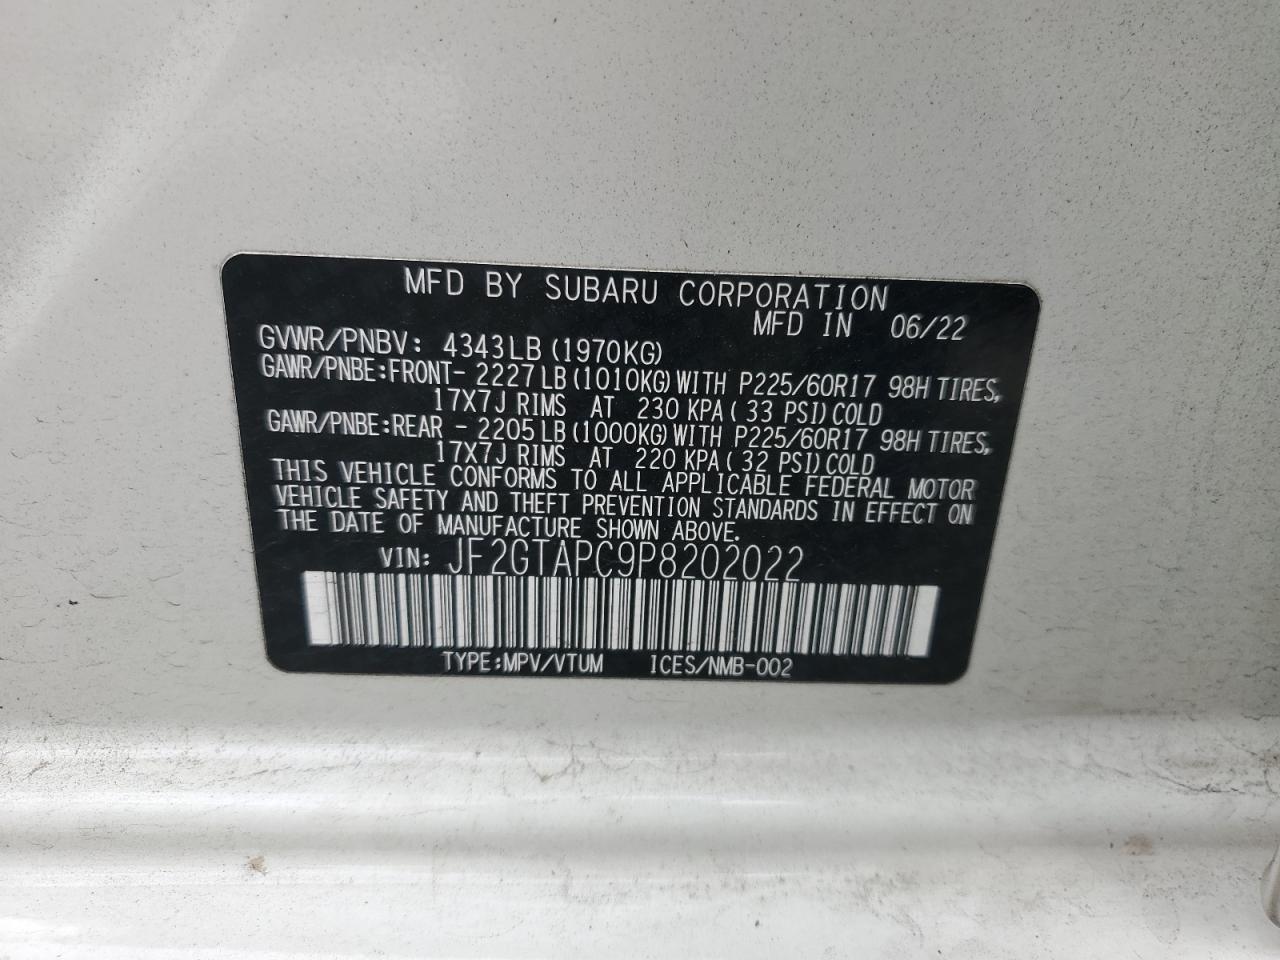 MFD BY SUBARU CORPORATION
MFD IN 06/22
GVWR/PNBV: 4343LB (1970KG)
GAWR/PNBE:FRONT- 2227LB (1010KG) WITH P225/60R17 98H TIRES,
17X7J RIMS AT 230 KPA ( 33 PSI) COLD
GAWR/PNBE:REAR - 2205LB (1000KG) WITH P225/60R17 98H TIRES,
17X7J RIMS AT 220 KPA ( 32 PSI) COLD
THIS VEHICLE CONFORMS TO ALL APPLICABLE FEDERAL MOTOR
VEHICLE SAFETY AND THEFT PREVENTION STANDARDS IN EFFECT ON
THE DATE OF MANUFACTURE SHOWN ABOVE.
VIN: JF2GTAPC9P8202022
TYPE:MPV/VTUM ICES/NMB-002